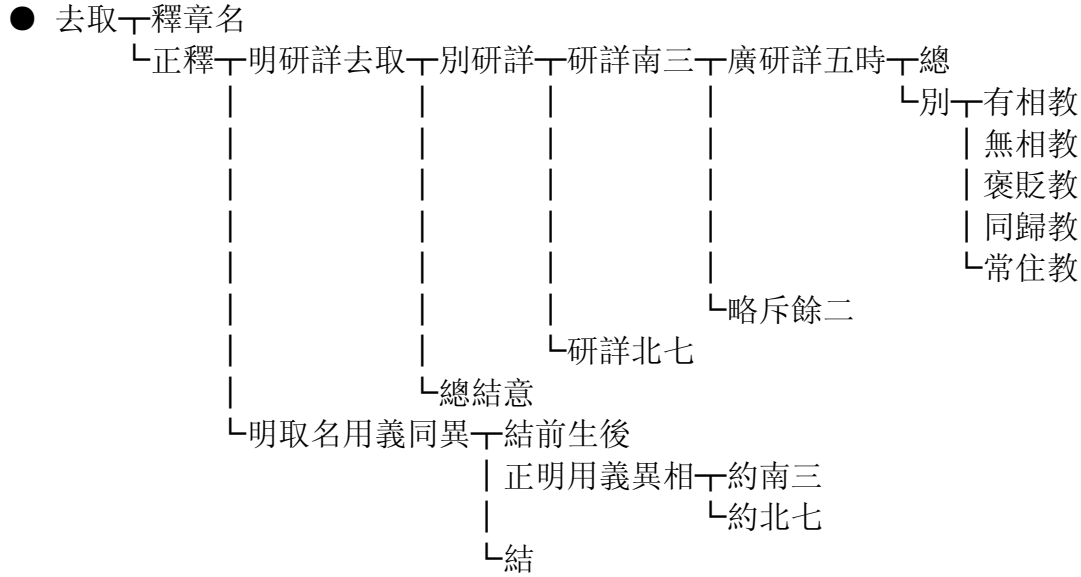 ● 去取┬釋章名
└正釋┬明研詳去取┬別研詳┬研詳南三┬廣研詳五時┬總
└別┬有相教
｜無相教
｜褒貶教
｜同歸教
└常住教
└略斥餘二
└研詳北七
└總結意
└明取名用義同異┬結前生後
｜正明用義異相┬約南三
｜└約北七
└結